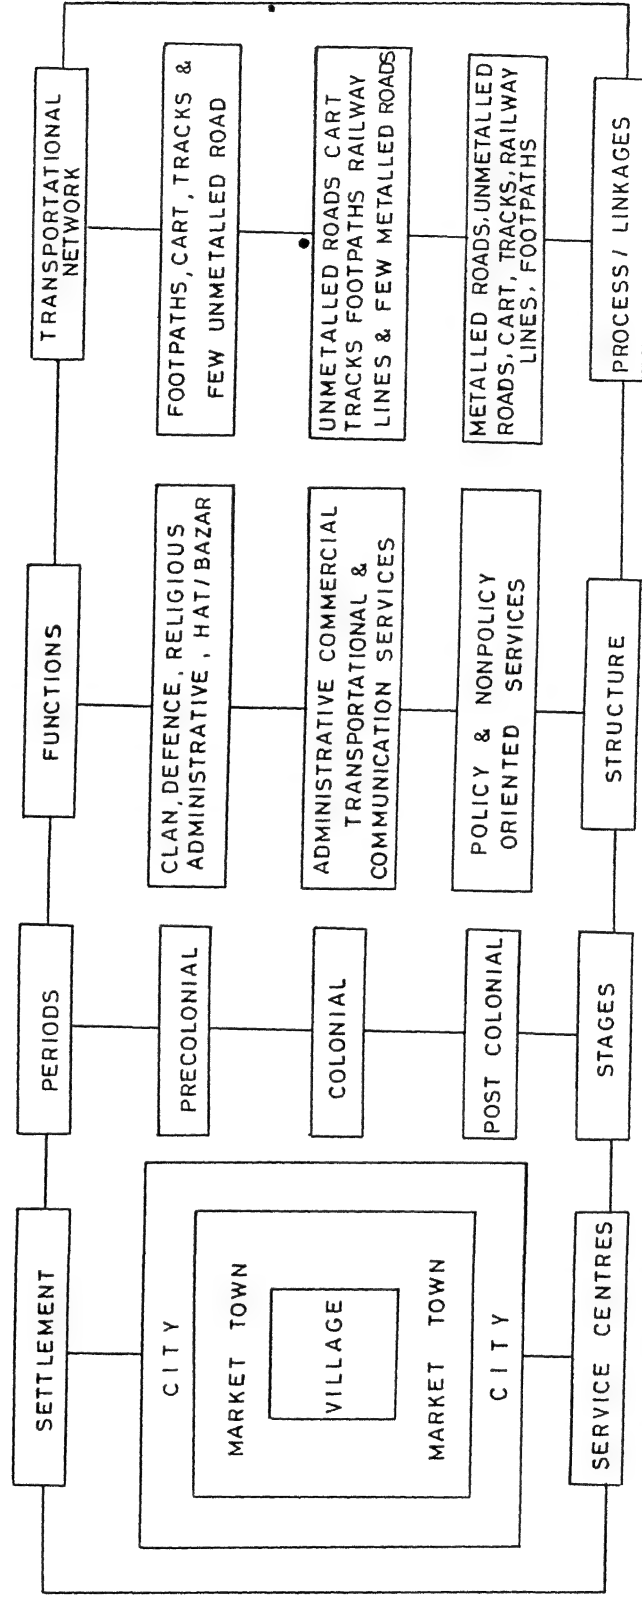 SETTLEMENT
PERIODS
FUNCTIONS
TRANSPORTATIONAL
NETWORK
CITY
MARKET TOWN
VILLAGE
MARKET TOWN
CITY
PRECOLONIAL
CLAN, DEFENCE, RELIGIOUS
ADMINISTRATIVE, HAT/BAZAR
FOOTPATHS, CART, TRACKS &
FEW UNMETALLED ROAD
COLONIAL
ADMINISTRATIVE COMMERCIAL
TRANSPORTATIONAL &
COMMUNICATION SERVICES
UNMETALLED ROADS CART
TRACKS FOOTPATHS RAILWAY
LINES & FEW METALLED ROADS
POST COLONIAL
POLICY & NONPOLICY
ORIENTED SERVICES
METALLED ROADS, UNMETALLED
ROADS, CART, TRACKS, RAILWAY
LINES, FOOTPATHS
SERVICE CENTRES
STAGES
STRUCTURE
PROCESS/ LINKAGES